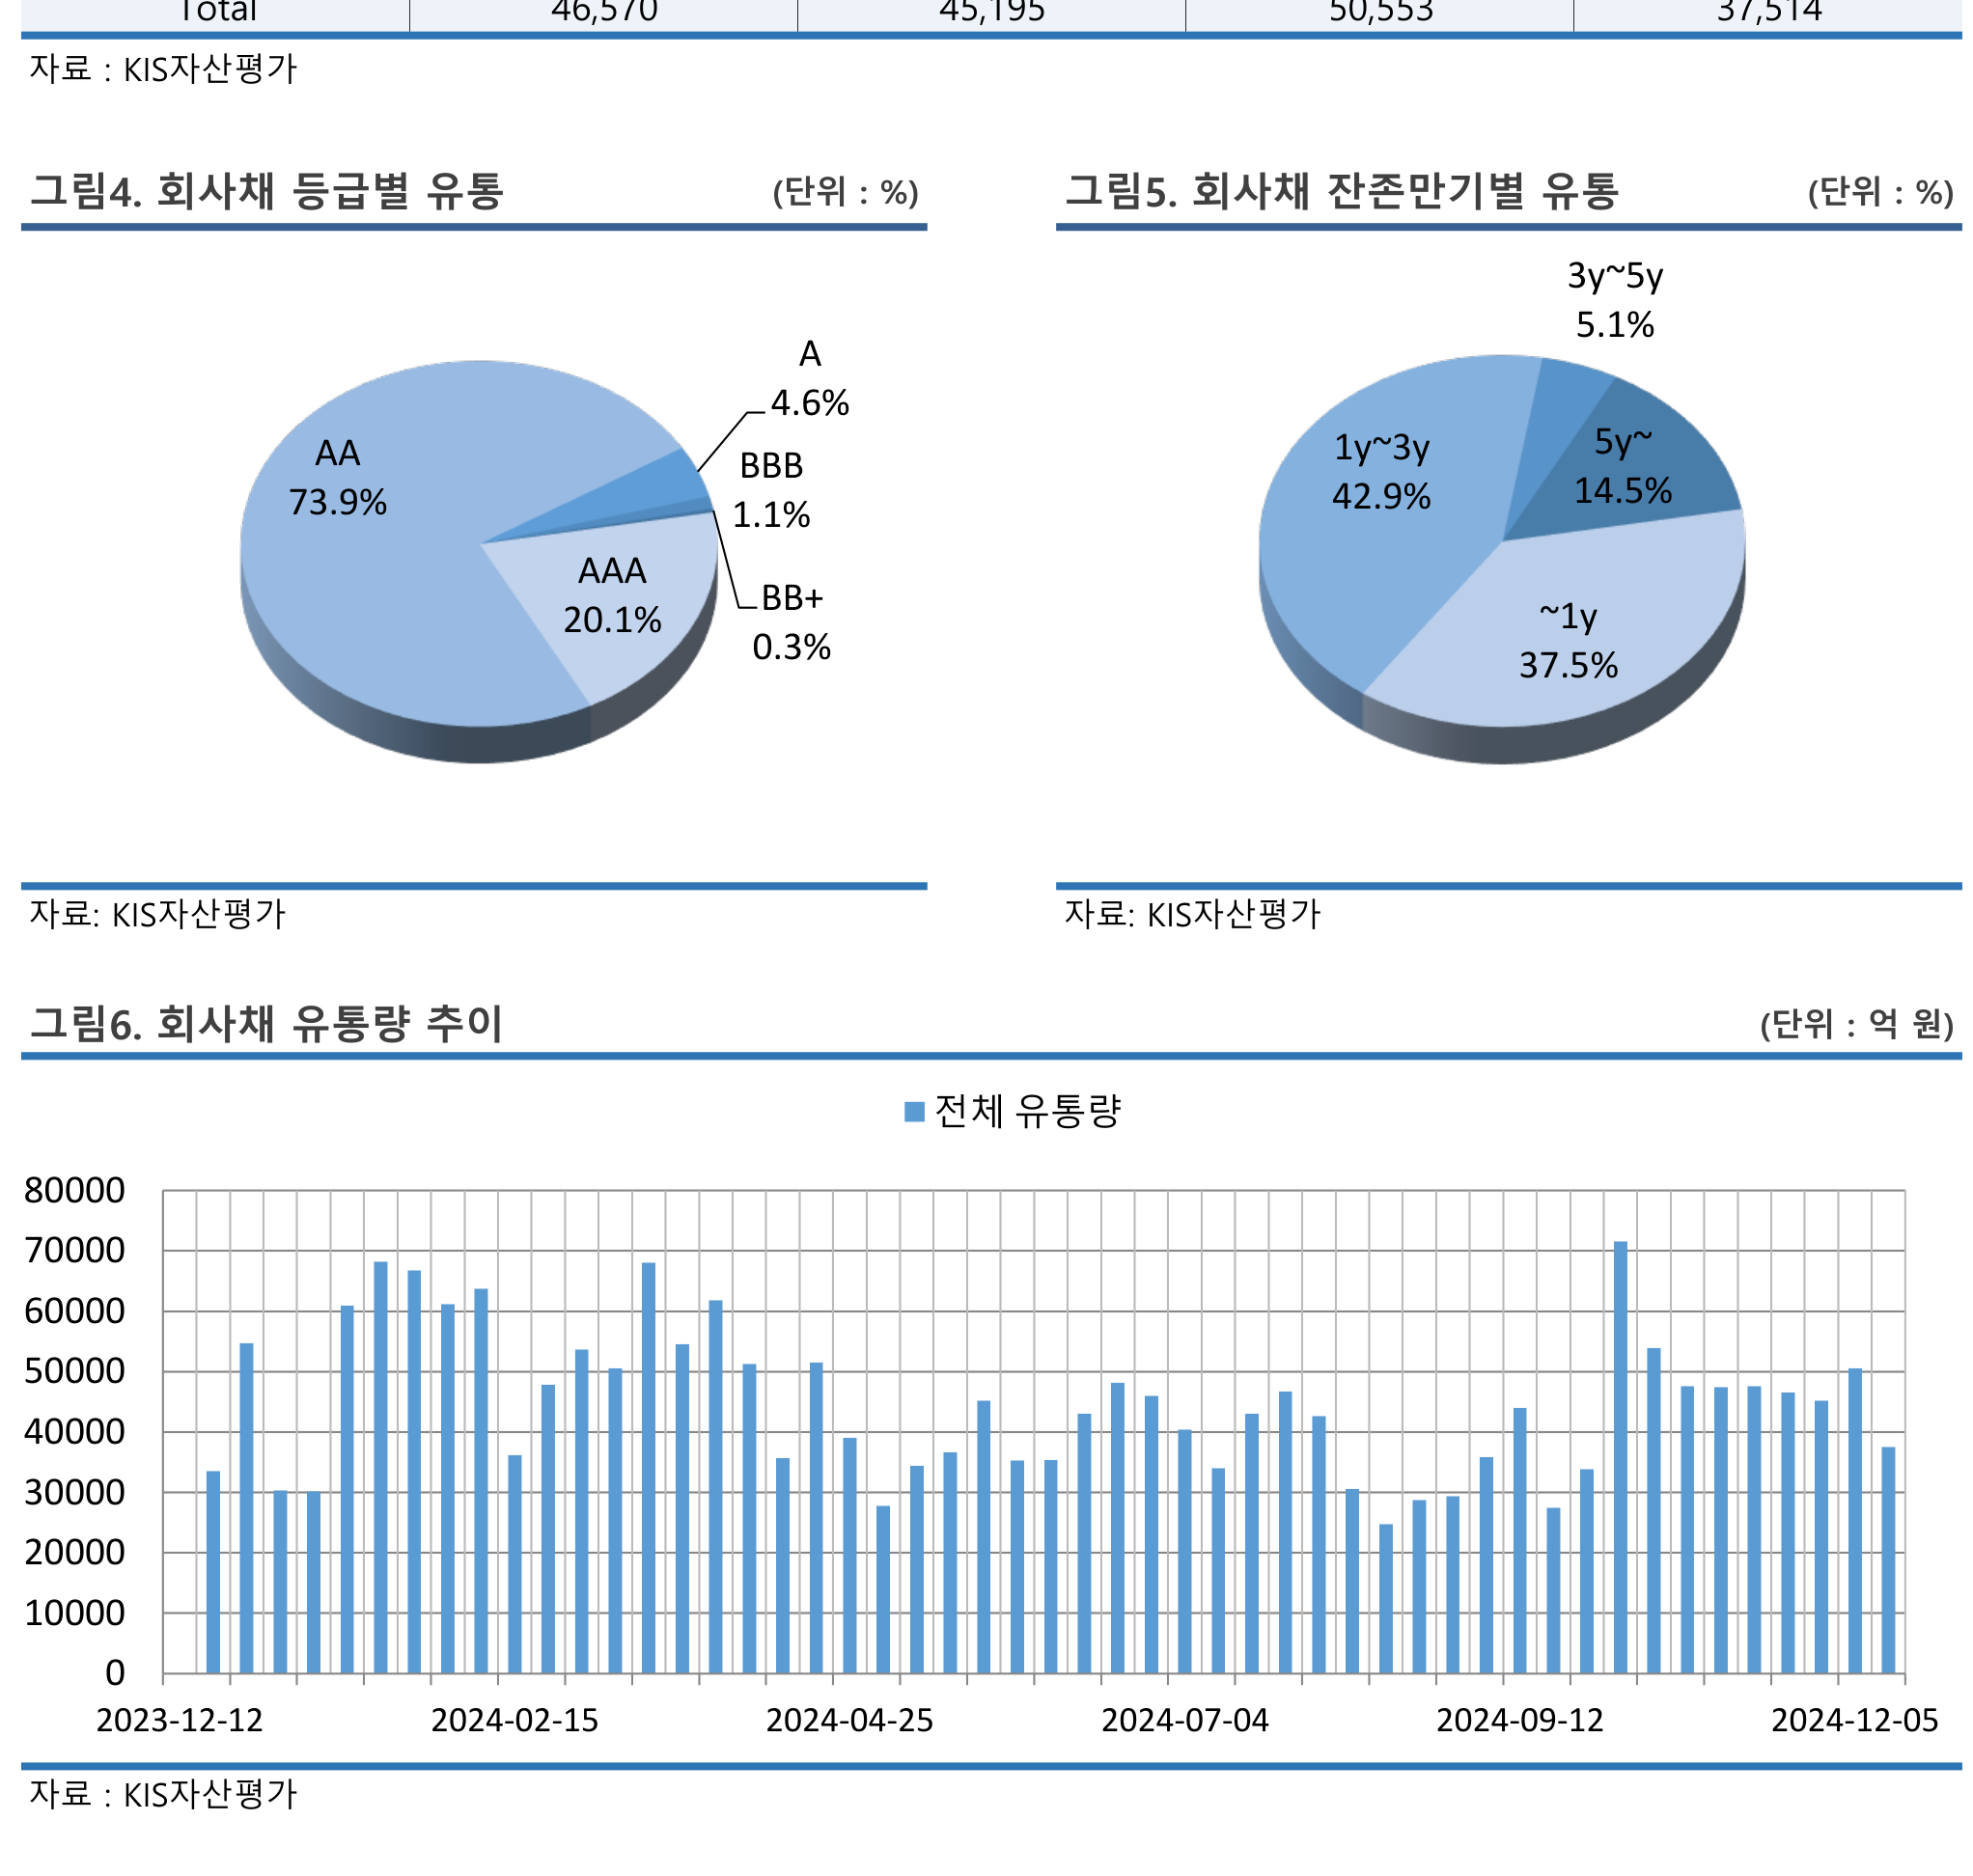 Total 46,570 45,195 50,553 37,514
자료 : KIS자산평가
그림4. 회사채 등급별 유통 (단위 : %)
그림5. 회사채 잔존만기별 유통 (단위 : %)
A
4.6%
AA
73.9%
BBB
1.1%
AAA
20.1%
BB+
0.3%
3y~5y
5.1%
1y~3y
42.9%
5y~
14.5%
~1y
37.5%
자료: KIS자산평가
자료: KIS자산평가
그림6. 회사채 유통량 추이 (단위 : 억 원)
전체 유통량
80000
70000
60000
50000
40000
30000
20000
10000
0
2023-12-12 2024-02-15 2024-04-25 2024-07-04 2024-09-12 2024-12-05
자료 : KIS자산평가